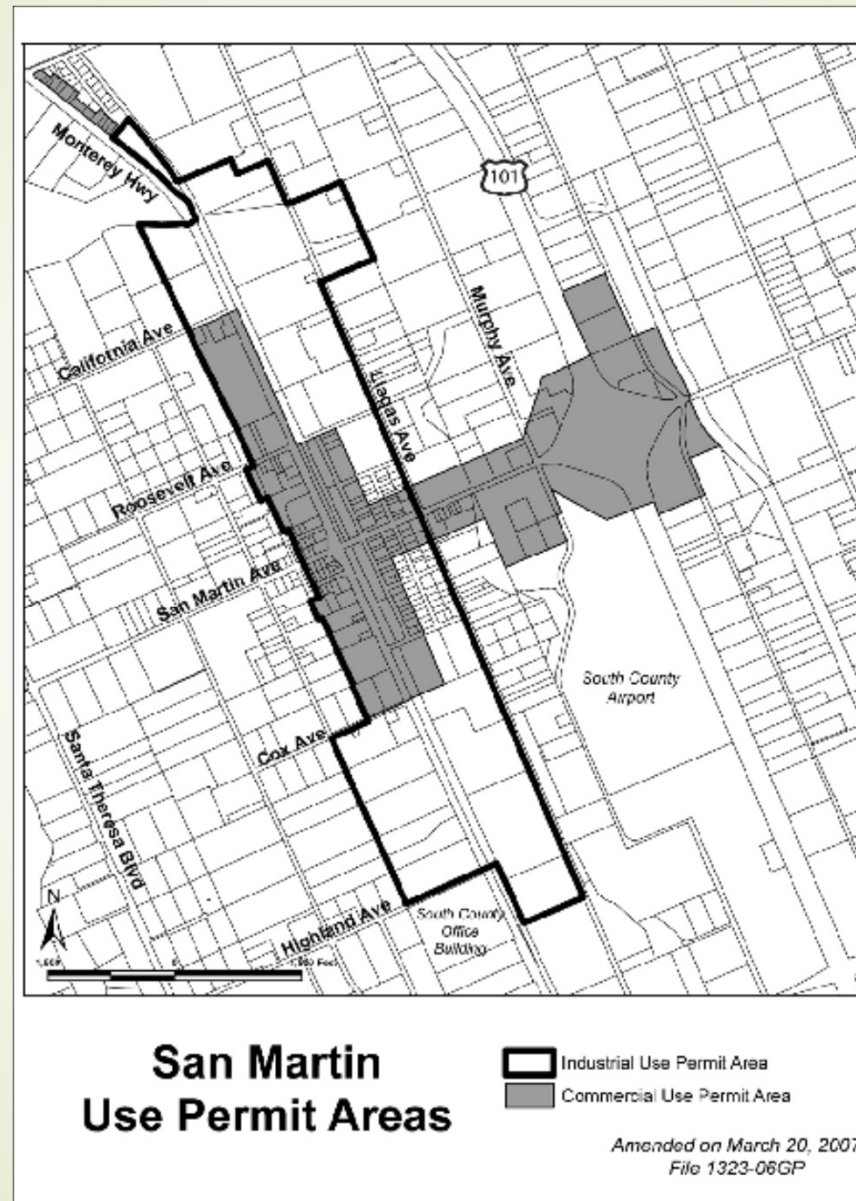 101
Monterey Hwy
California Ave
Murphy Ave
Llagas Ave
Roosevelt Ave
San Martin Ave
South County
Airport
Cox Ave
Santa Theresa Blvd
N
Highland Ave
South County
Office
Building
0
San Martin
Use Permit Areas
Industrial Use Permit Area
Commercial Use Permit Area
Amended on March 20, 2007
File 1323-06GP